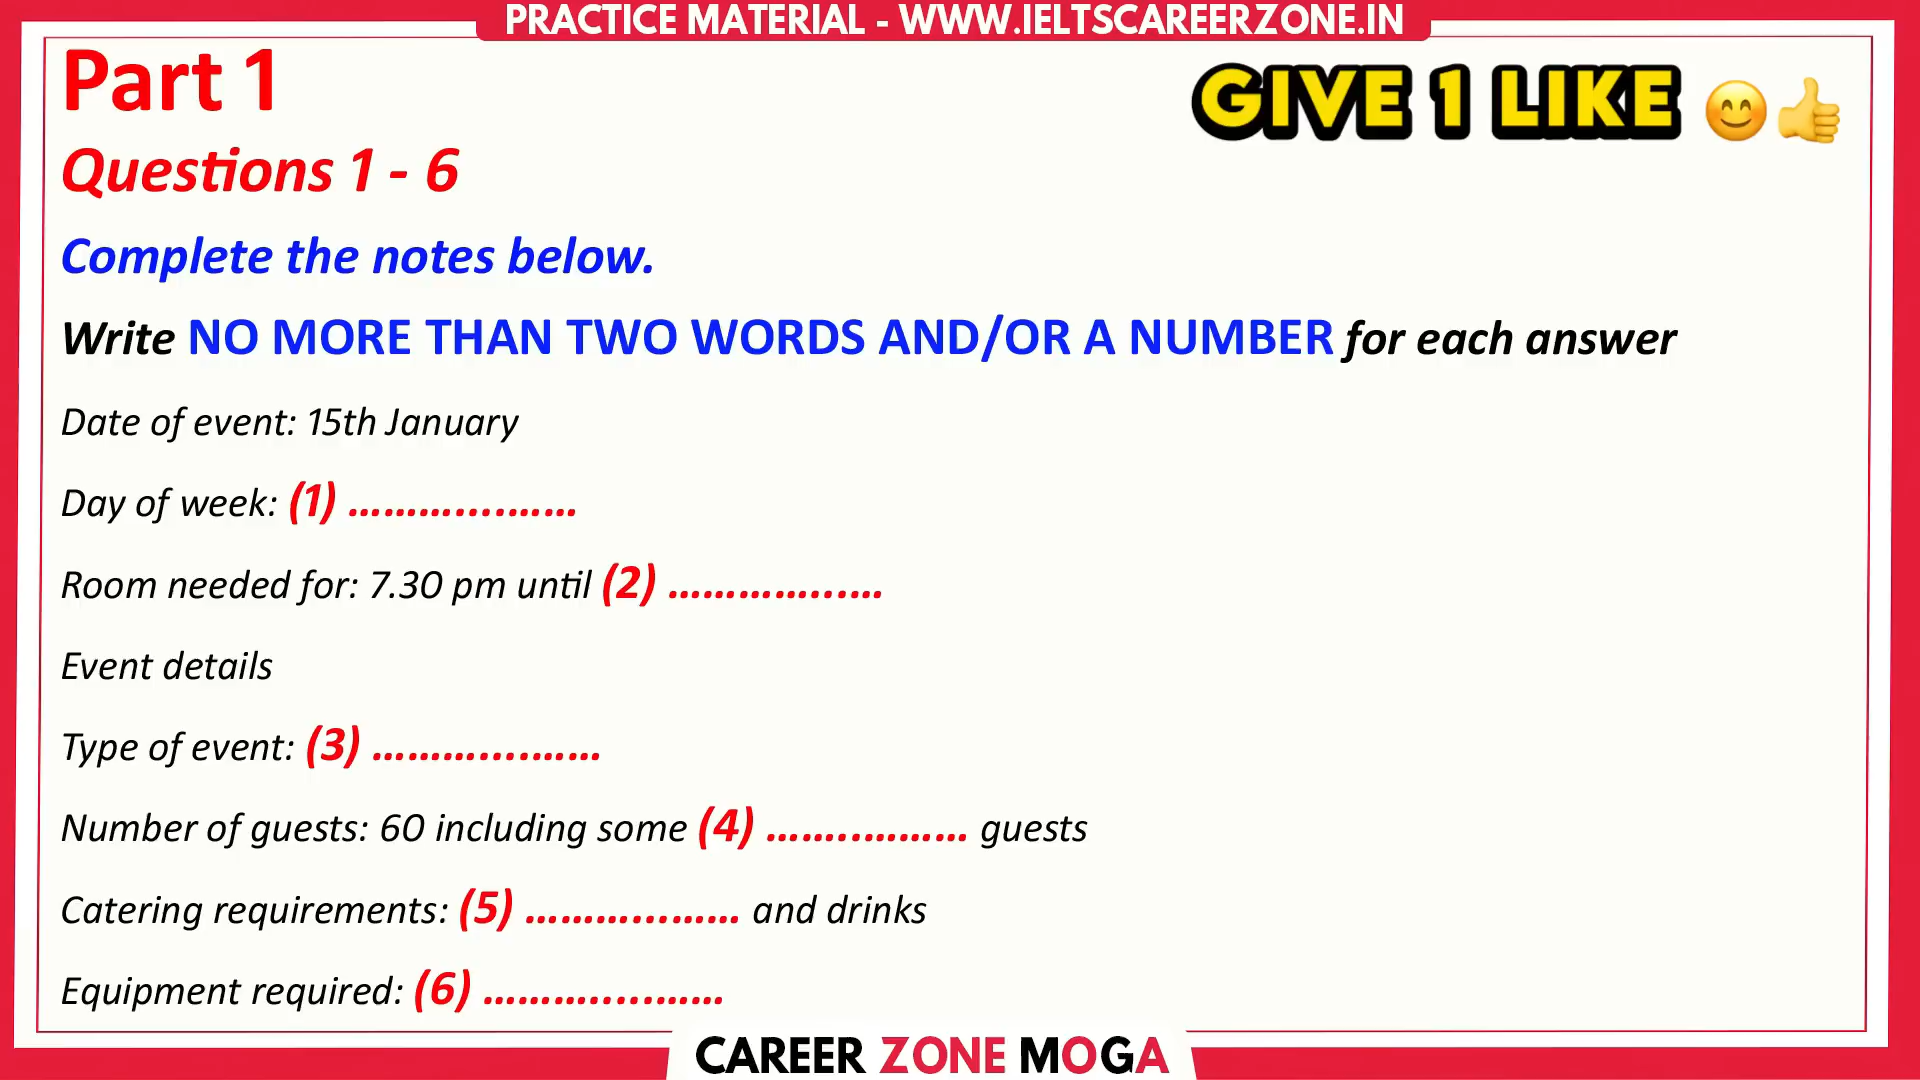 PRACTICE MATERIAL - WWW.IELTSCAREERZONE.IN
Part 1
GIVE 1 LIKE 😊👍
Questions 1 - 6
Complete the notes below.
Write NO MORE THAN TWO WORDS AND/OR A NUMBER for each answer
Date of event: 15th January
Day of week: (1) ………....……
Room needed for: 7.30 pm until (2) …………...…
Event details
Type of event: (3) ………....……
Number of guests: 60 including some (4) ……..……… guests
Catering requirements: (5) ………...…… and drinks
Equipment required: (6) ………....……
CAREER ZONE MOGA